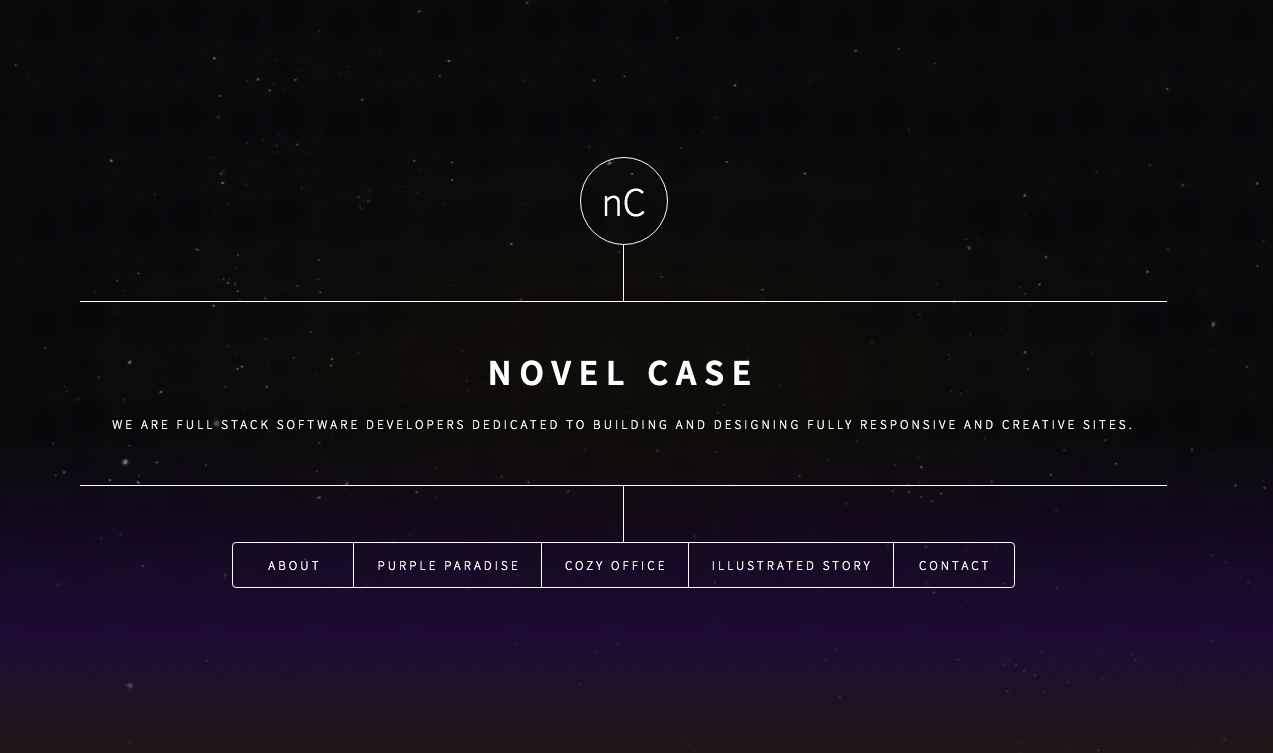 nC
NOVEL CASE
WE ARE FULL STACK SOFTWARE DEVELOPERS DEDICATED TO BUILDING AND DESIGNING FULLY RESPONSIVE AND CREATIVE SITES.
ABOUT
PURPLE PARADISE
COZY OFFICE
ILLUSTRATED STORY
CONTACT